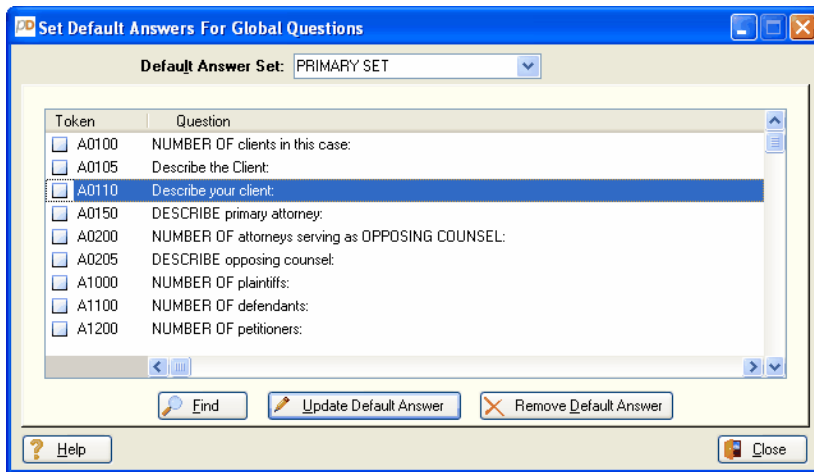 PD Set Default Answers For Global Questions
Default Answer Set: PRIMARY SET
Token Question
A0100 NUMBER OF clients in this case:
A0105 Describe the Client:
A0110 Describe your client:
A0150 DESCRIBE primary attorney:
A0200 NUMBER OF attorneys serving as OPPOSING COUNSEL:
A0205 DESCRIBE opposing counsel:
A1000 NUMBER OF plaintiffs:
A1100 NUMBER OF defendants:
A1200 NUMBER OF petitioners:
Find Update Default Answer Remove Default Answer
? Help Close